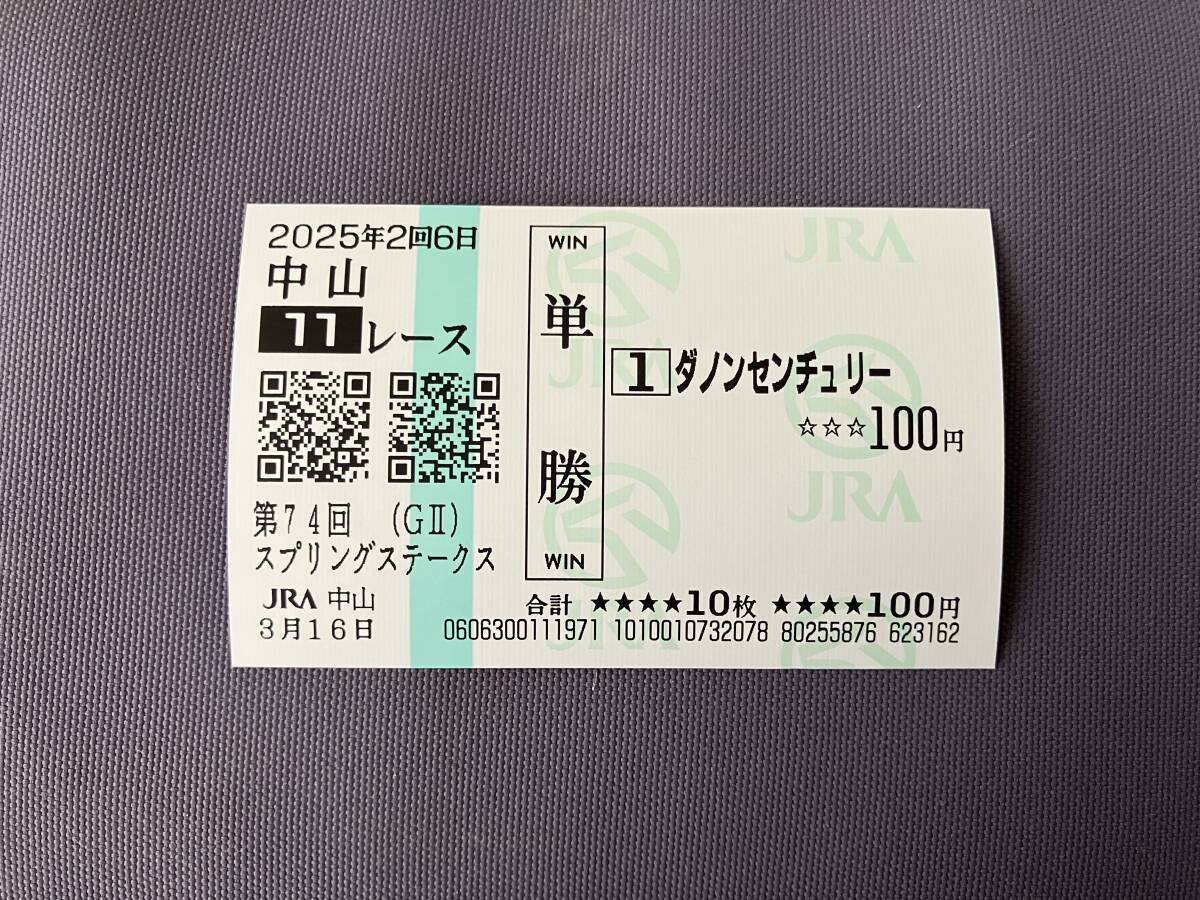 2025年2回6日
中山
11レース
第74回 (GⅡ)
スプリングステークス
JRA 中山
3月16日
WIN
単勝
WIN
1 ダノンセンチュリー
☆☆☆100円
合計 ★★★★10枚 ★★★★100円
0606300111971 1010010732078 80255876 623162
JRA
JRA
JRA
JRA